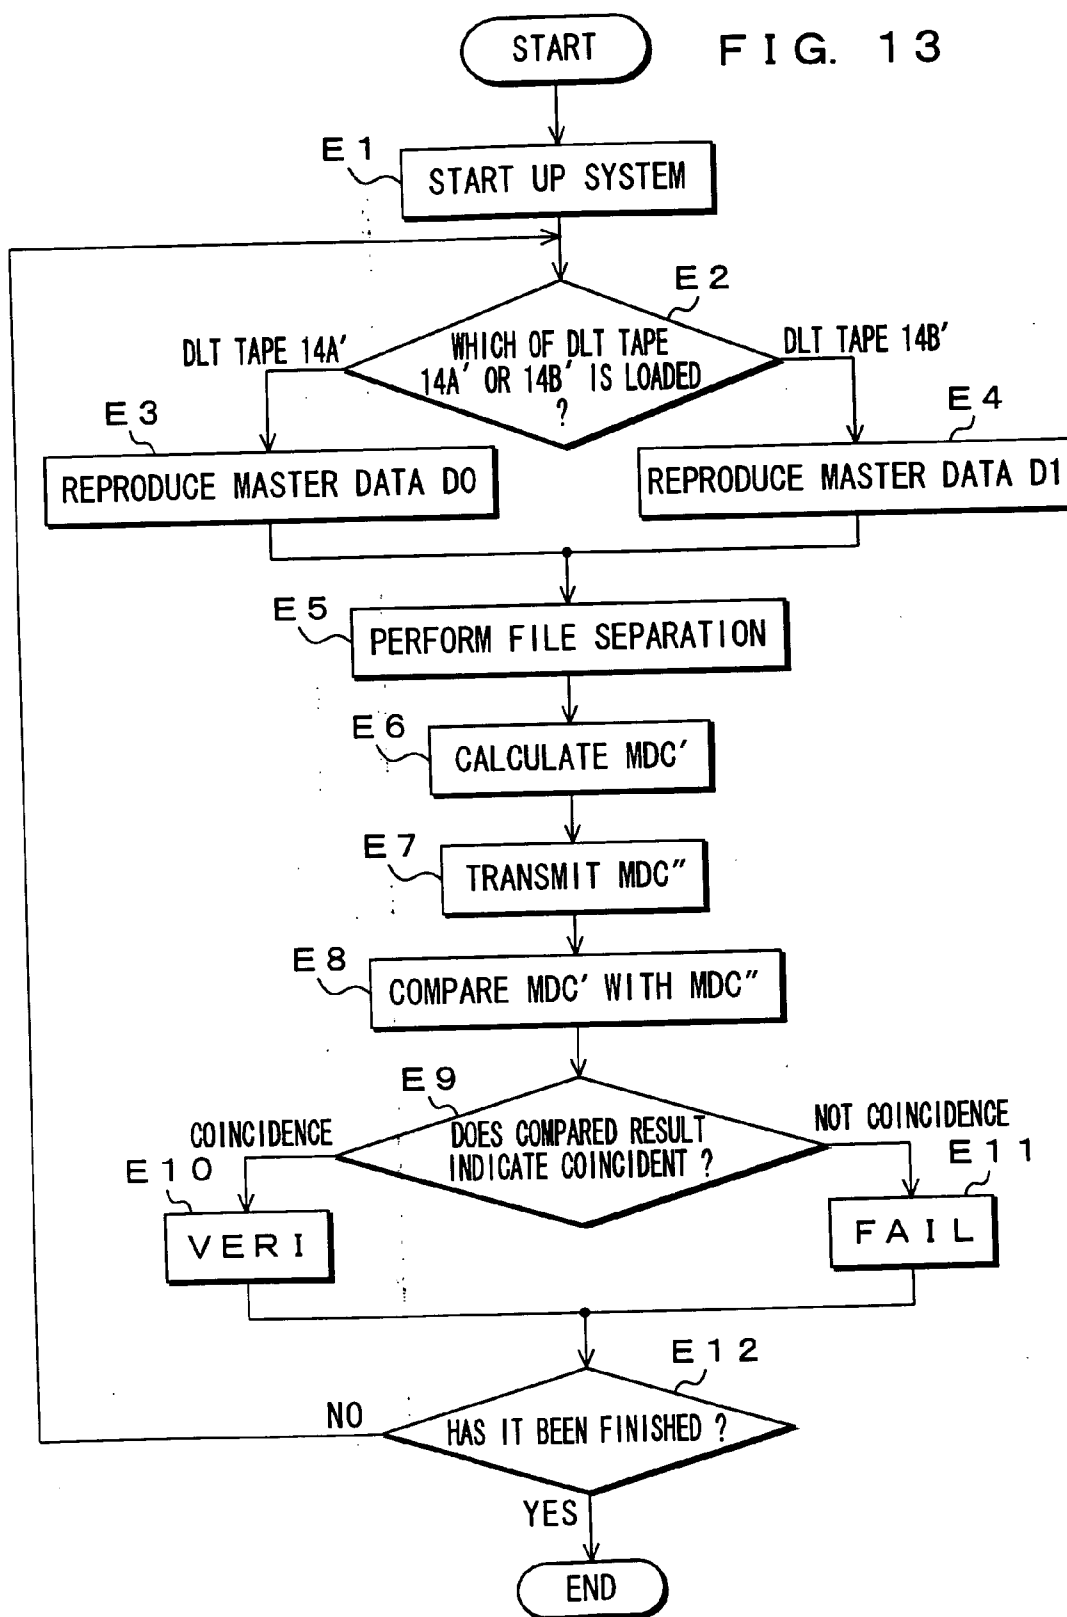 START
FIG. 13
E1
START UP SYSTEM
E2
DLT TAPE 14A′
WHICH OF DLT TAPE
14A′ OR 14B′ IS LOADED
?
DLT TAPE 14B′
E3
REPRODUCE MASTER DATA D0
E4
REPRODUCE MASTER DATA D1
E5
PERFORM FILE SEPARATION
E6
CALCULATE MDC′
E7
TRANSMIT MDC″
E8
COMPARE MDC′ WITH MDC″
E9
COINCIDENCE
DOES COMPARED RESULT
INDICATE COINCIDENT ?
NOT COINCIDENCE
E10
VERI
E11
FAIL
E12
NO
HAS IT BEEN FINISHED ?
YES
END